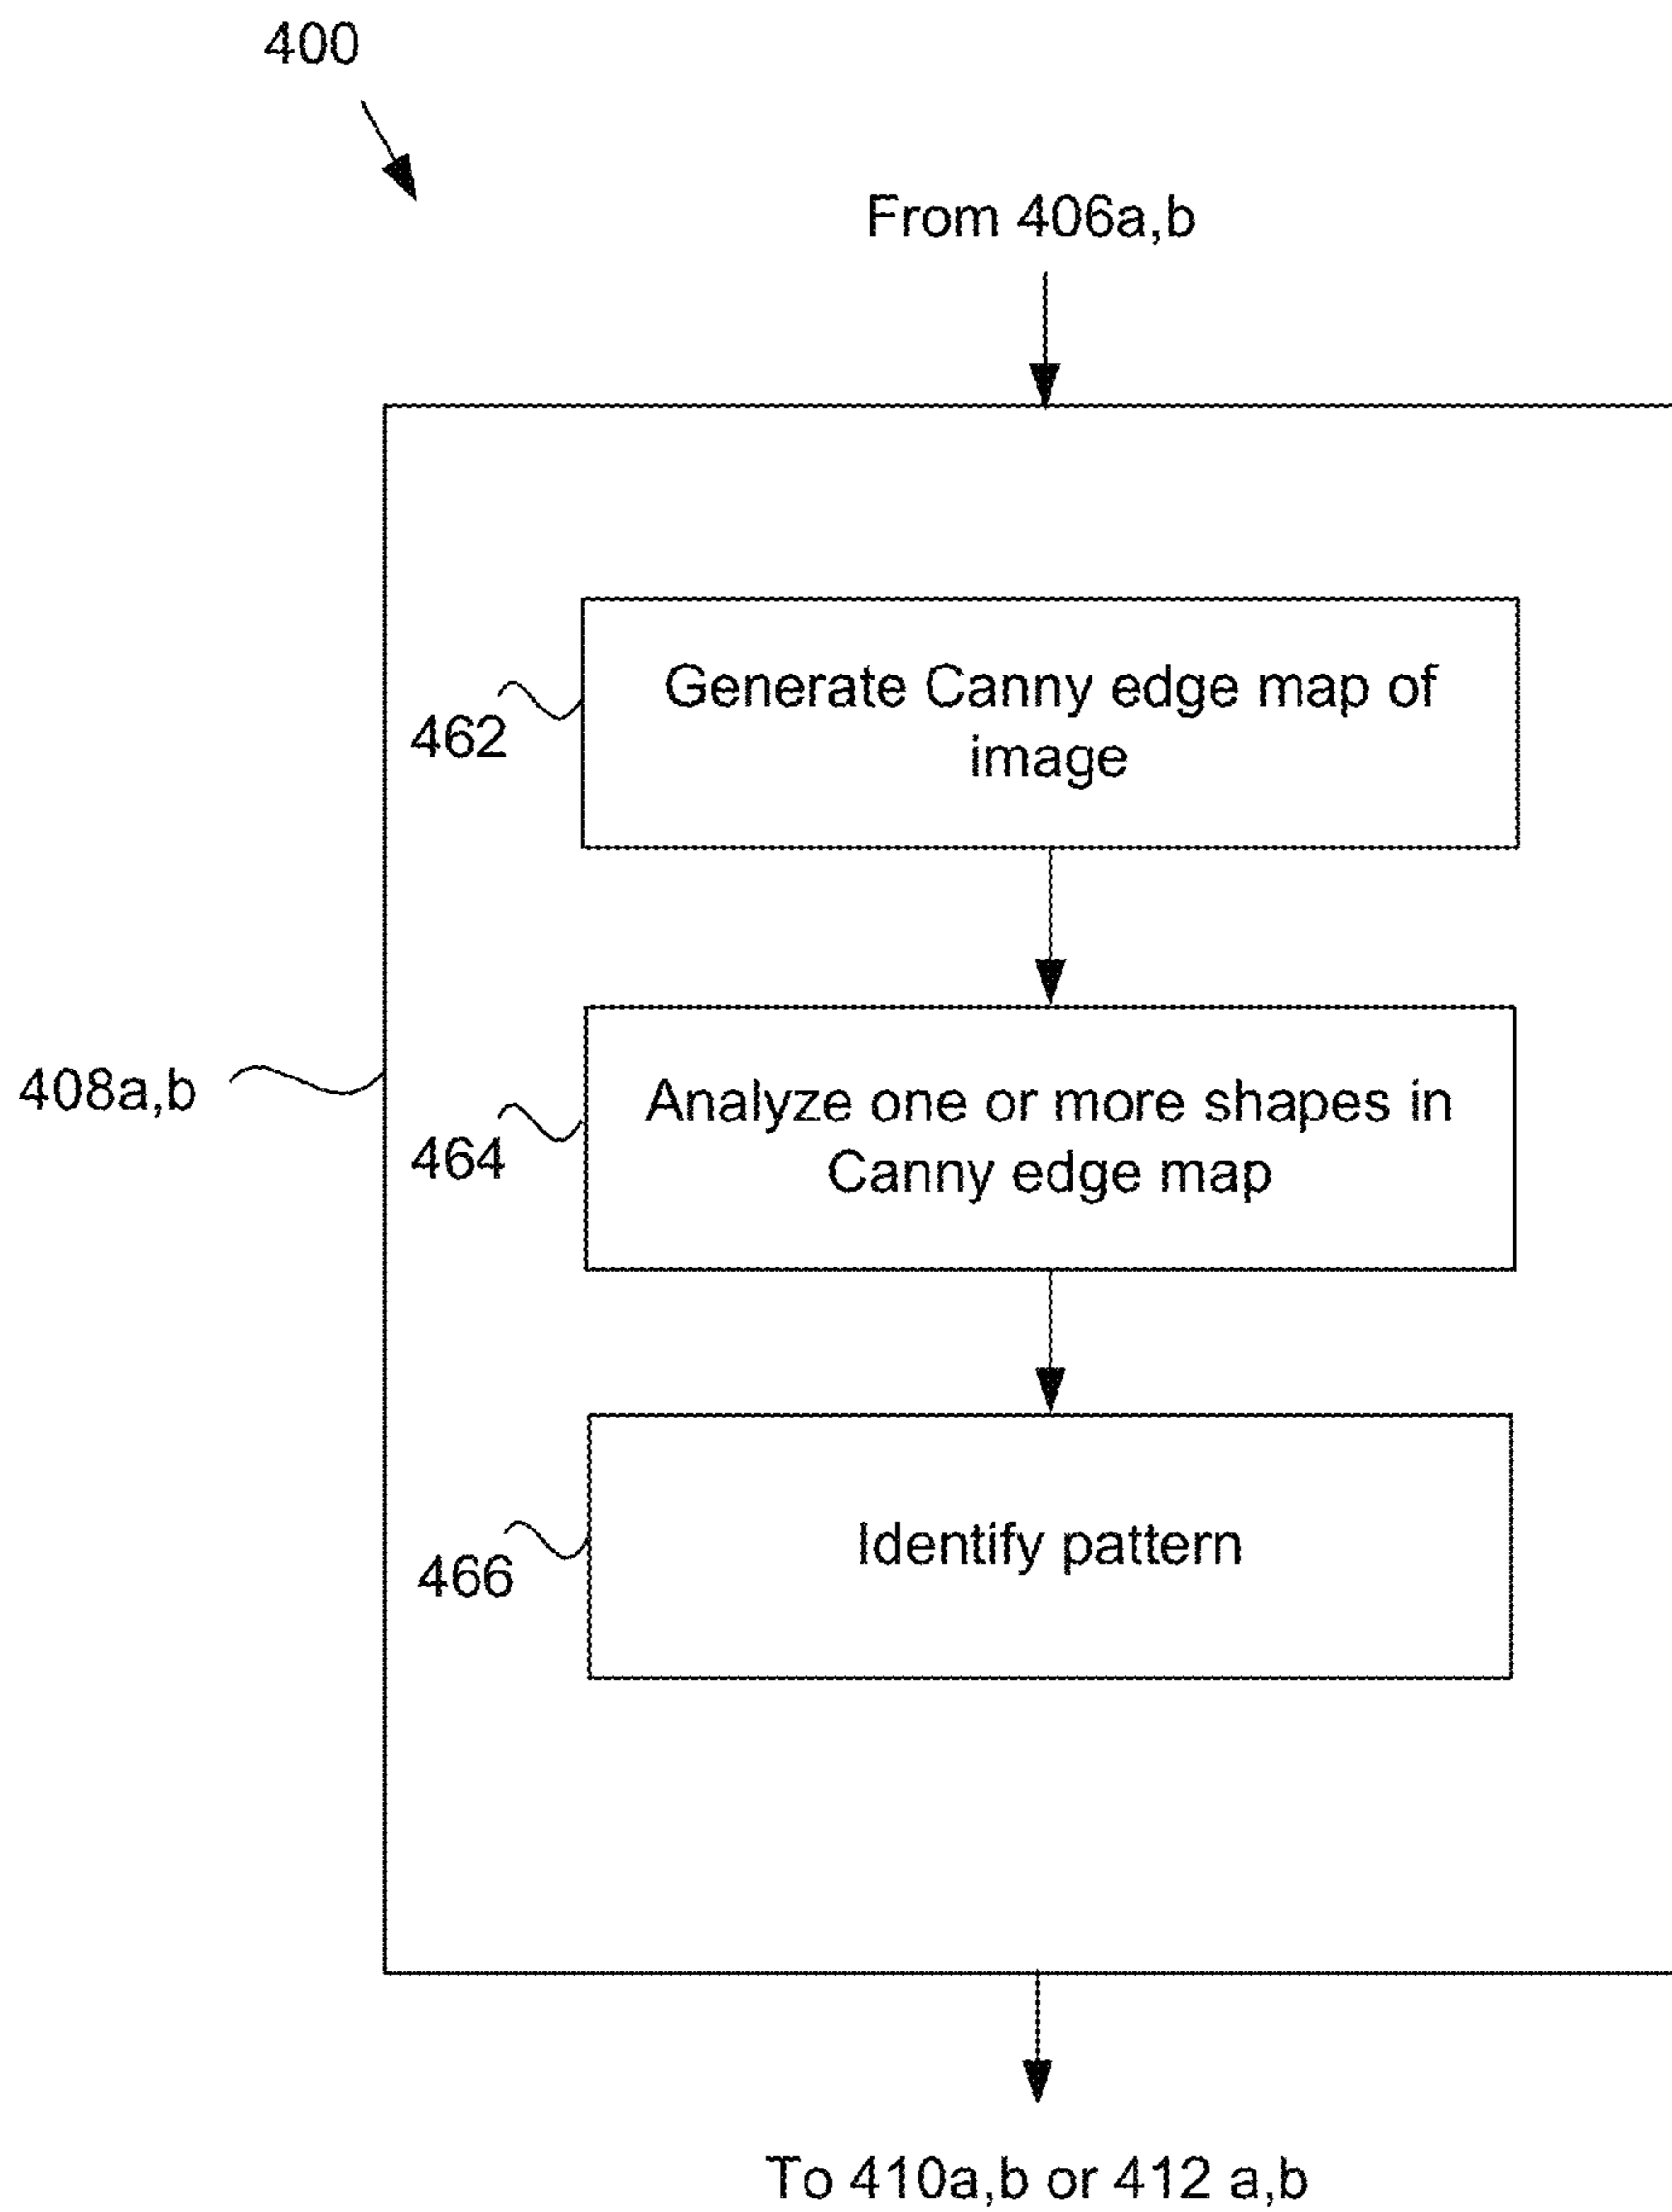 400
From 406a,b
Generate Canny edge map of
image
462
408a,b
Analyze one or more shapes in
Canny edge map
464
Identify pattern
466
To 410a,b or 412 a,b